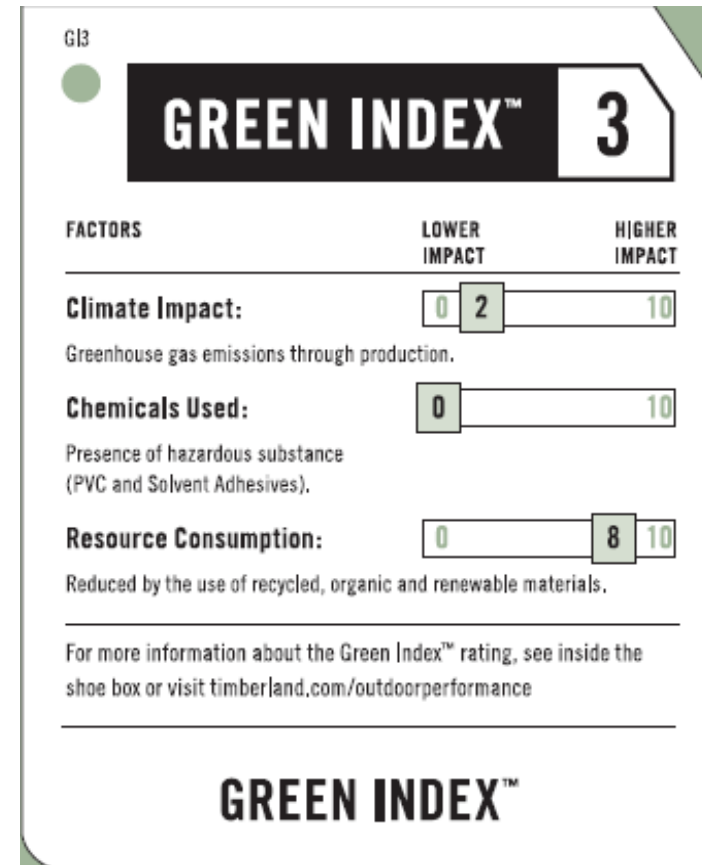 G|3
GREEN INDEX™ 3
FACTORS LOWER IMPACT HIGHER IMPACT
Climate Impact: 0 2 10
Greenhouse gas emissions through production.
Chemicals Used: 0 10
Presence of hazardous substance
(PVC and Solvent Adhesives).
Resource Consumption: 0 8 10
Reduced by the use of recycled, organic and renewable materials.
For more information about the Green Index™ rating, see inside the
shoe box or visit timberland.com/outdoorperformance
GREEN INDEX™